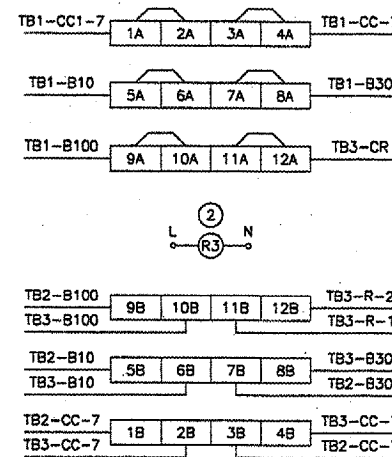 TB1-CC1-7 1A 2A 3A 4A TB1-CC-
TB1-B10 5A 6A 7A 8A TB1-B30
TB1-B100 9A 10A 11A 12A TB3-CR
2
L R3 N
TB2-B100 9B 10B 11B 12B TB3-R-2
TB3-B100 TB3-R-1
TB2-B10 5B 6B 7B 8B TB3-B30
TB3-B10 TB2-B30
TB2-CC-7 1B 2B 3B 4B TB3-CC-
TB3-CC-7 TB2-CC-